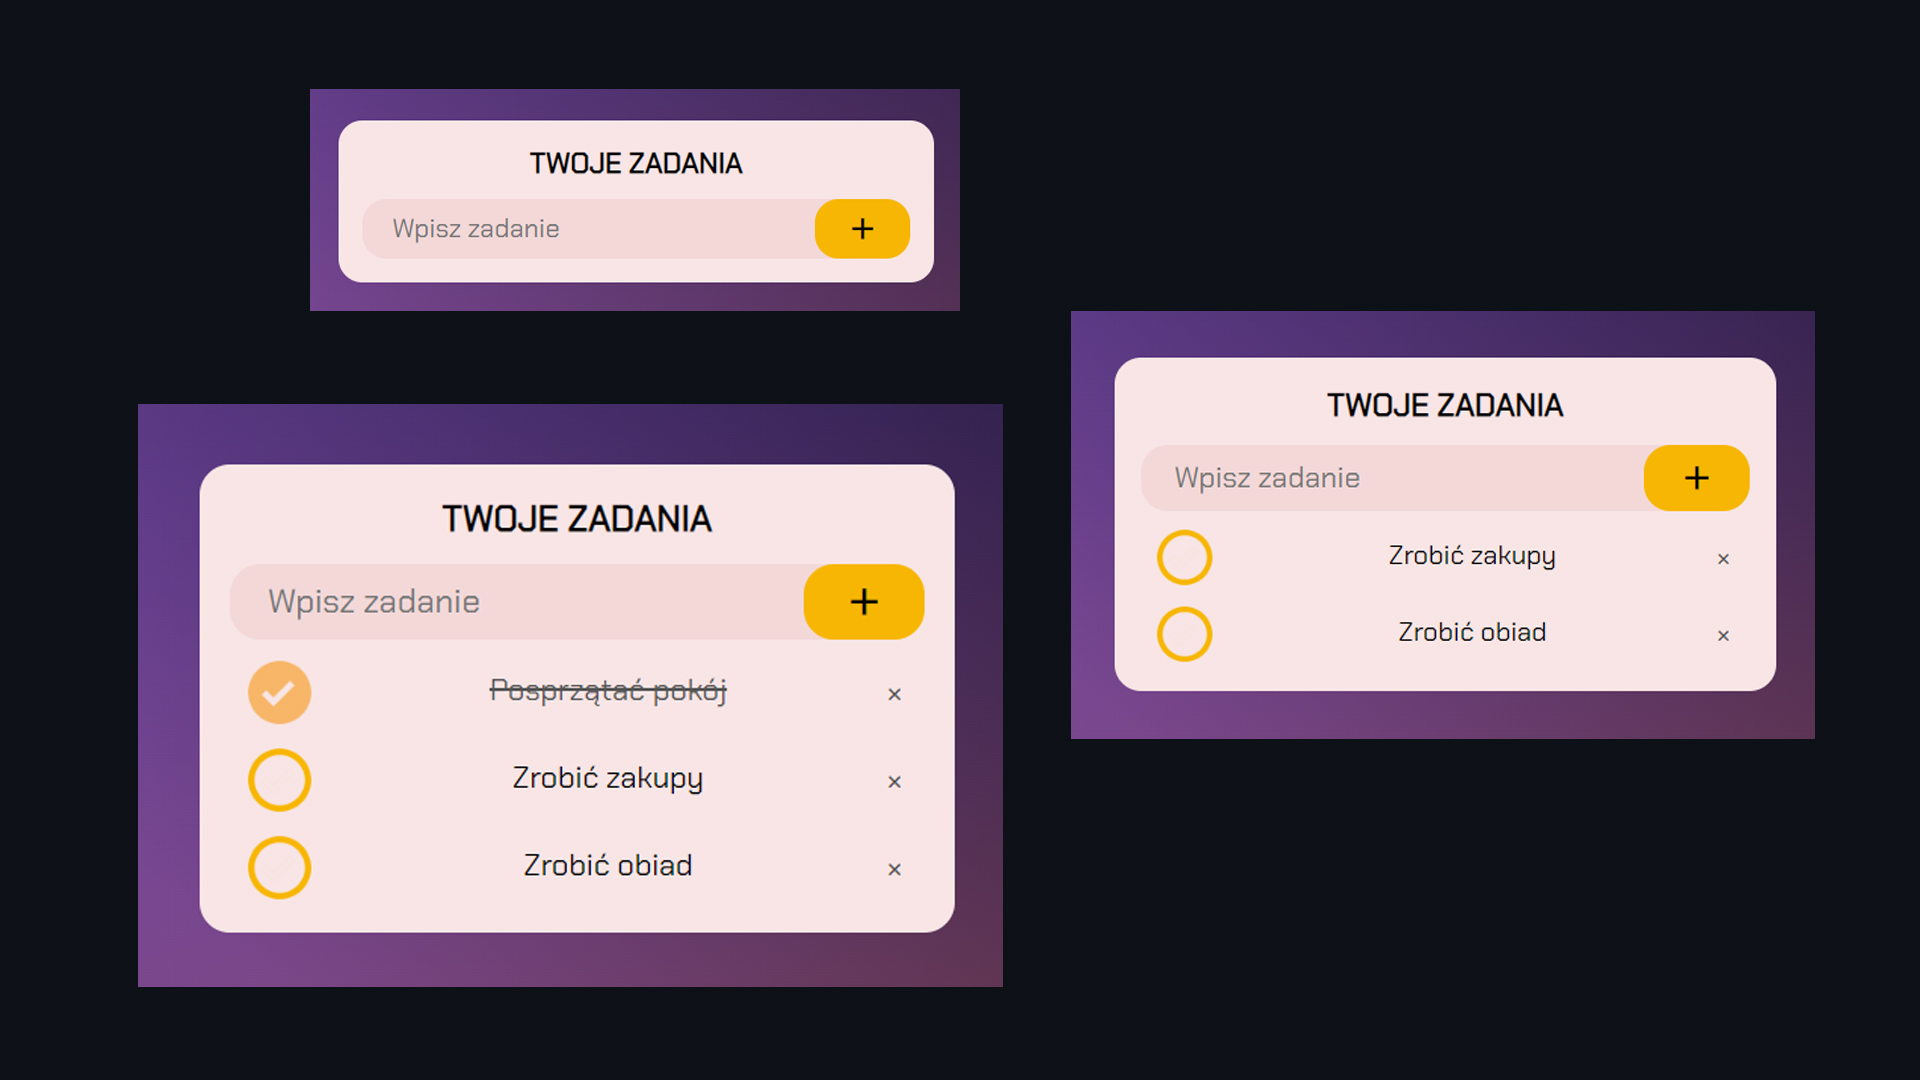 TWOJE ZADANIA
Wpisz zadanie
+
TWOJE ZADANIA
Wpisz zadanie
+
Posprzątać pokój ×
Zrobić zakupy ×
Zrobić obiad ×
TWOJE ZADANIA
Wpisz zadanie
+
Zrobić zakupy ×
Zrobić obiad ×